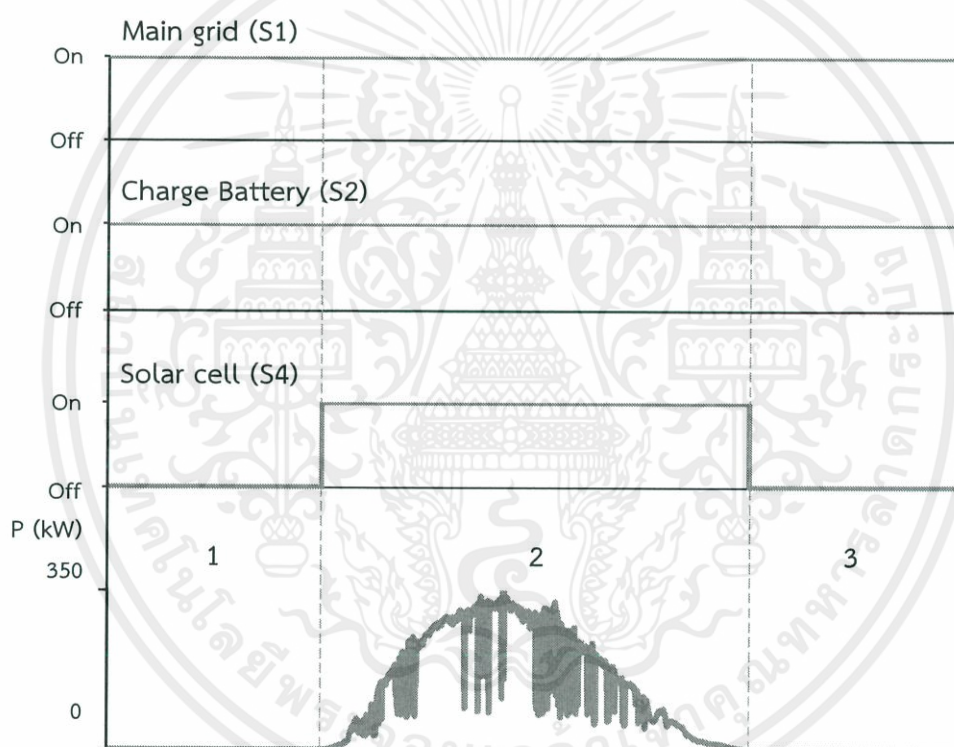 Main grid (S1)
On
Off
Charge Battery (S2)
On
Off
Solar cell (S4)
On
Off
P (kW)
350
1
2
3
0